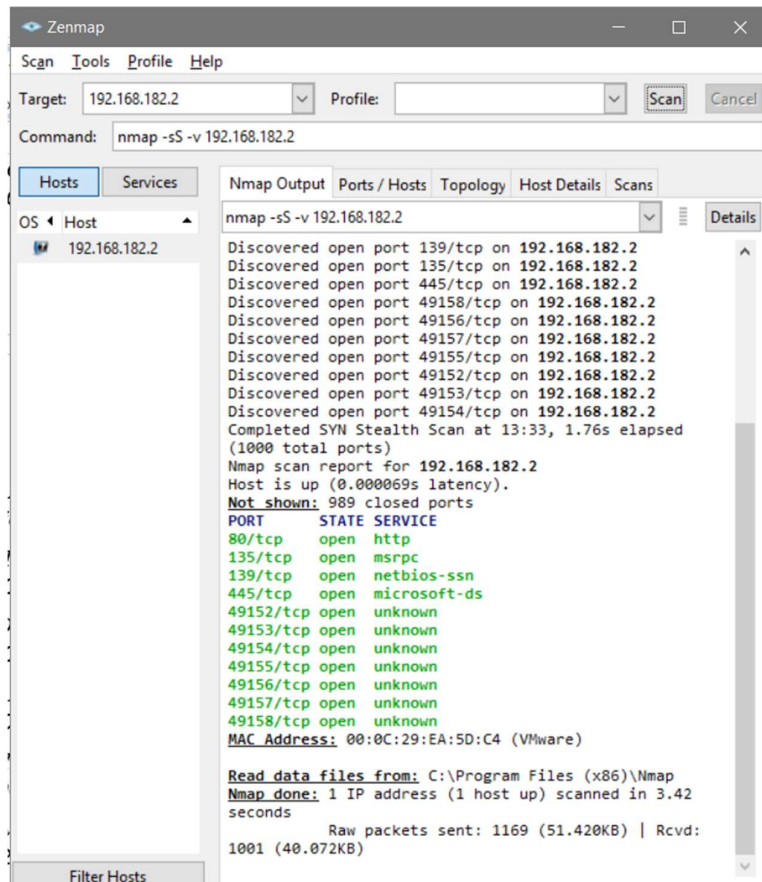 Zenmap
Scan Tools Profile Help
Target: 192.168.182.2 Profile: Scan Cancel
Command: nmap -sS -v 192.168.182.2
Hosts Services
OS Host
192.168.182.2
Filter Hosts
Nmap Output Ports / Hosts Topology Host Details Scans
nmap -sS -v 192.168.182.2 Details
Discovered open port 139/tcp on 192.168.182.2
Discovered open port 135/tcp on 192.168.182.2
Discovered open port 445/tcp on 192.168.182.2
Discovered open port 49158/tcp on 192.168.182.2
Discovered open port 49156/tcp on 192.168.182.2
Discovered open port 49157/tcp on 192.168.182.2
Discovered open port 49155/tcp on 192.168.182.2
Discovered open port 49152/tcp on 192.168.182.2
Discovered open port 49153/tcp on 192.168.182.2
Discovered open port 49154/tcp on 192.168.182.2
Completed SYN Stealth Scan at 13:33, 1.76s elapsed
(1000 total ports)
Nmap scan report for 192.168.182.2
Host is up (0.000069s latency).
Not shown: 989 closed ports
PORT STATE SERVICE
80/tcp open http
135/tcp open msrpc
139/tcp open netbios-ssn
445/tcp open microsoft-ds
49152/tcp open unknown
49153/tcp open unknown
49154/tcp open unknown
49155/tcp open unknown
49156/tcp open unknown
49157/tcp open unknown
49158/tcp open unknown
MAC Address: 00:0C:29:EA:5D:C4 (VMware)
Read data files from: C:\Program Files (x86)\Nmap
Nmap done: 1 IP address (1 host up) scanned in 3.42
seconds
Raw packets sent: 1169 (51.420KB) | Rcvd:
1001 (40.072KB)